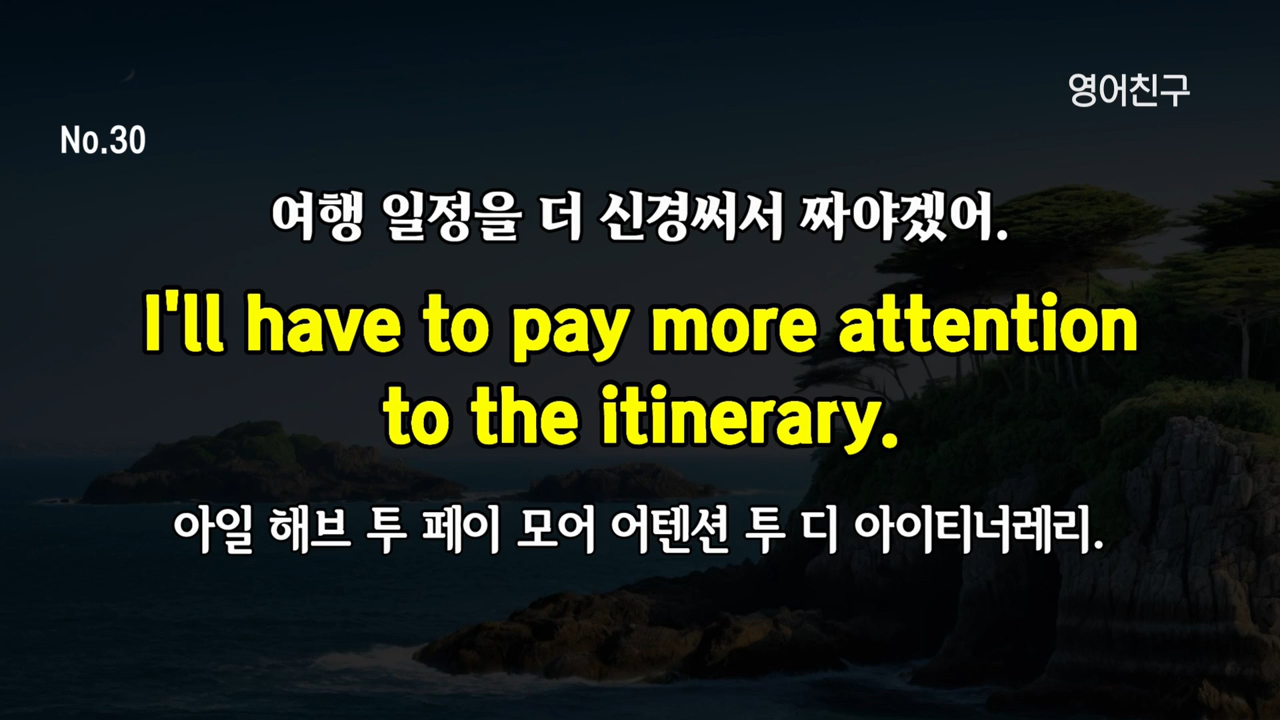 영어친구
No.30
여행 일정을 더 신경써서 짜야겠어.
I'll have to pay more attention
to the itinerary.
아일 해브 투 페이 모어 어텐션 투 디 아이티너레리.